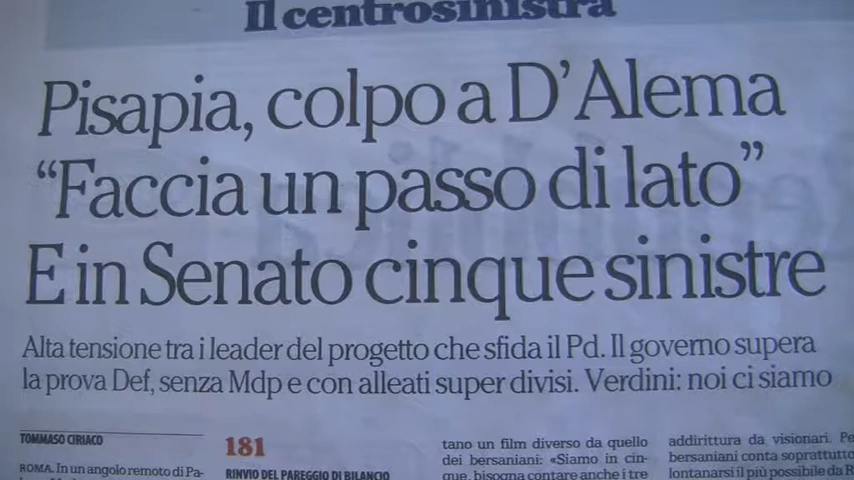 Il centrosinistra
Pisapia, colpo a D'Alema
“Faccia un passo di lato”
E in Senato cinque sinistre
Alta tensione tra i leader del progetto che sfida il Pd. Il governo supera
la prova Def, senza Mdp e con alleati super divisi. Verdini: noi ci siamo
TOMMASO CIRIACO
ROMA. In un angolo remoto di Pa-
181
RINVIO DEL PAREGGIO DI BILANCIO
tano un film diverso da quello
dei bersaniani: «Siamo in cin-
que, bisogna contare anche i tre
addirittura da visionari. Pe
bersaniani conta soprattutto
lontanarsi il più possibile da R